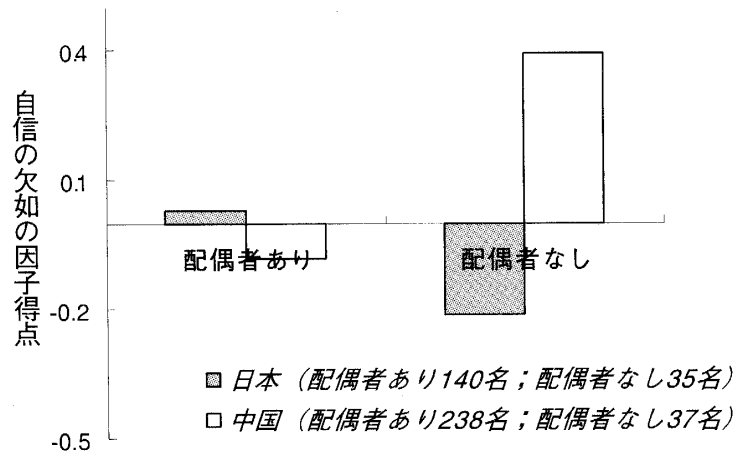 自信の欠如の因子得点
0.4
0.1
-0.2
-0.5
配偶者あり
配偶者なし
日本（配偶者あり140名；配偶者なし35名）
中国（配偶者あり238名；配偶者なし37名）